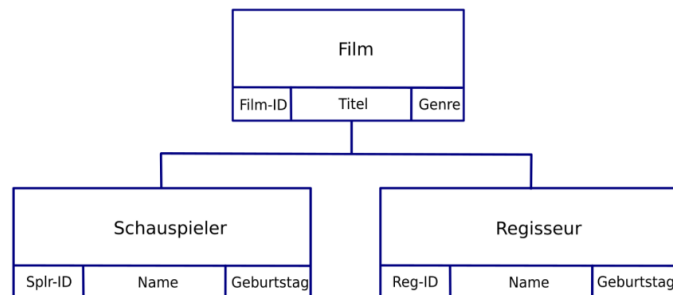 Film
Film-ID Titel Genre
Schauspieler Regisseur
Splr-ID Name Geburtstag Reg-ID Name Geburtstag